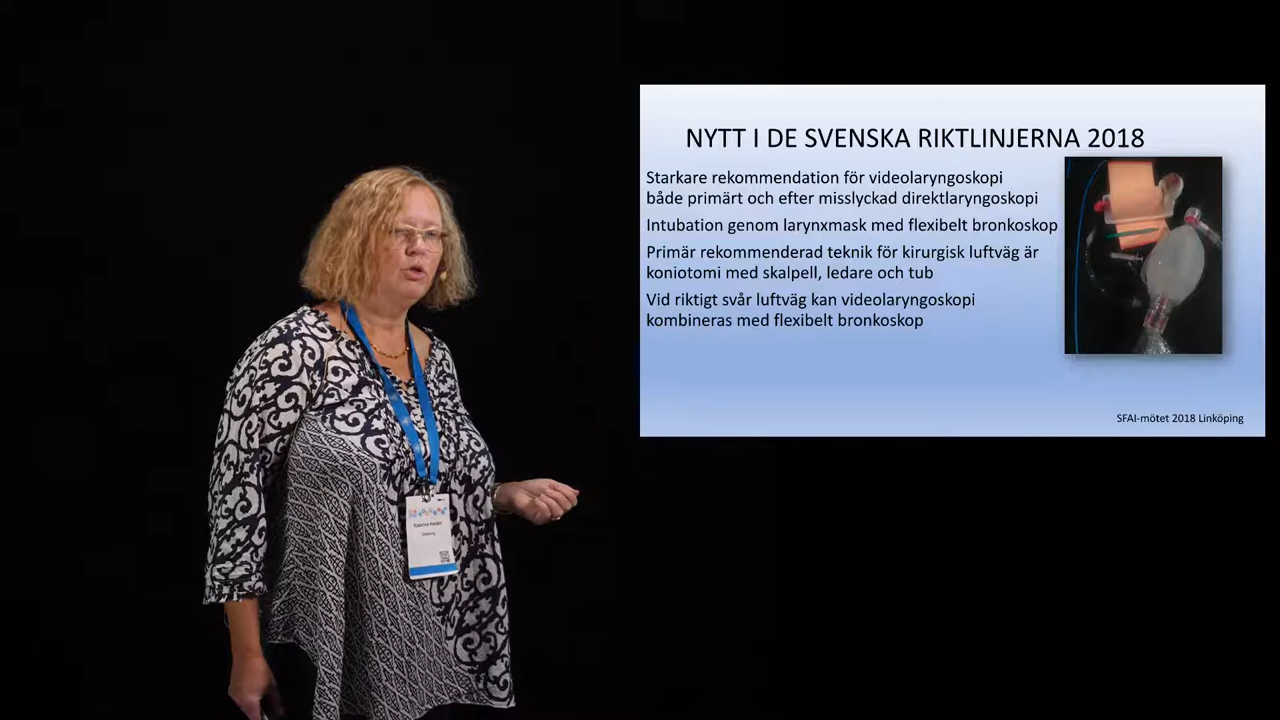 NYTT I DE SVENSKA RIKTLINJERNA 2018
Starkare rekommendation för videolaryngoskopi
både primärt och efter misslyckad direktlaryngoskopi
Intubation genom larynxmask med flexibelt bronkoskop
Primär rekommenderad teknik för kirurgisk luftväg är
koniotomi med skalpell, ledare och tub
Vid riktigt svår luftväg kan videolaryngoskopi
kombineras med flexibelt bronkoskop
SFAI-mötet 2018 Linköping
Katarina